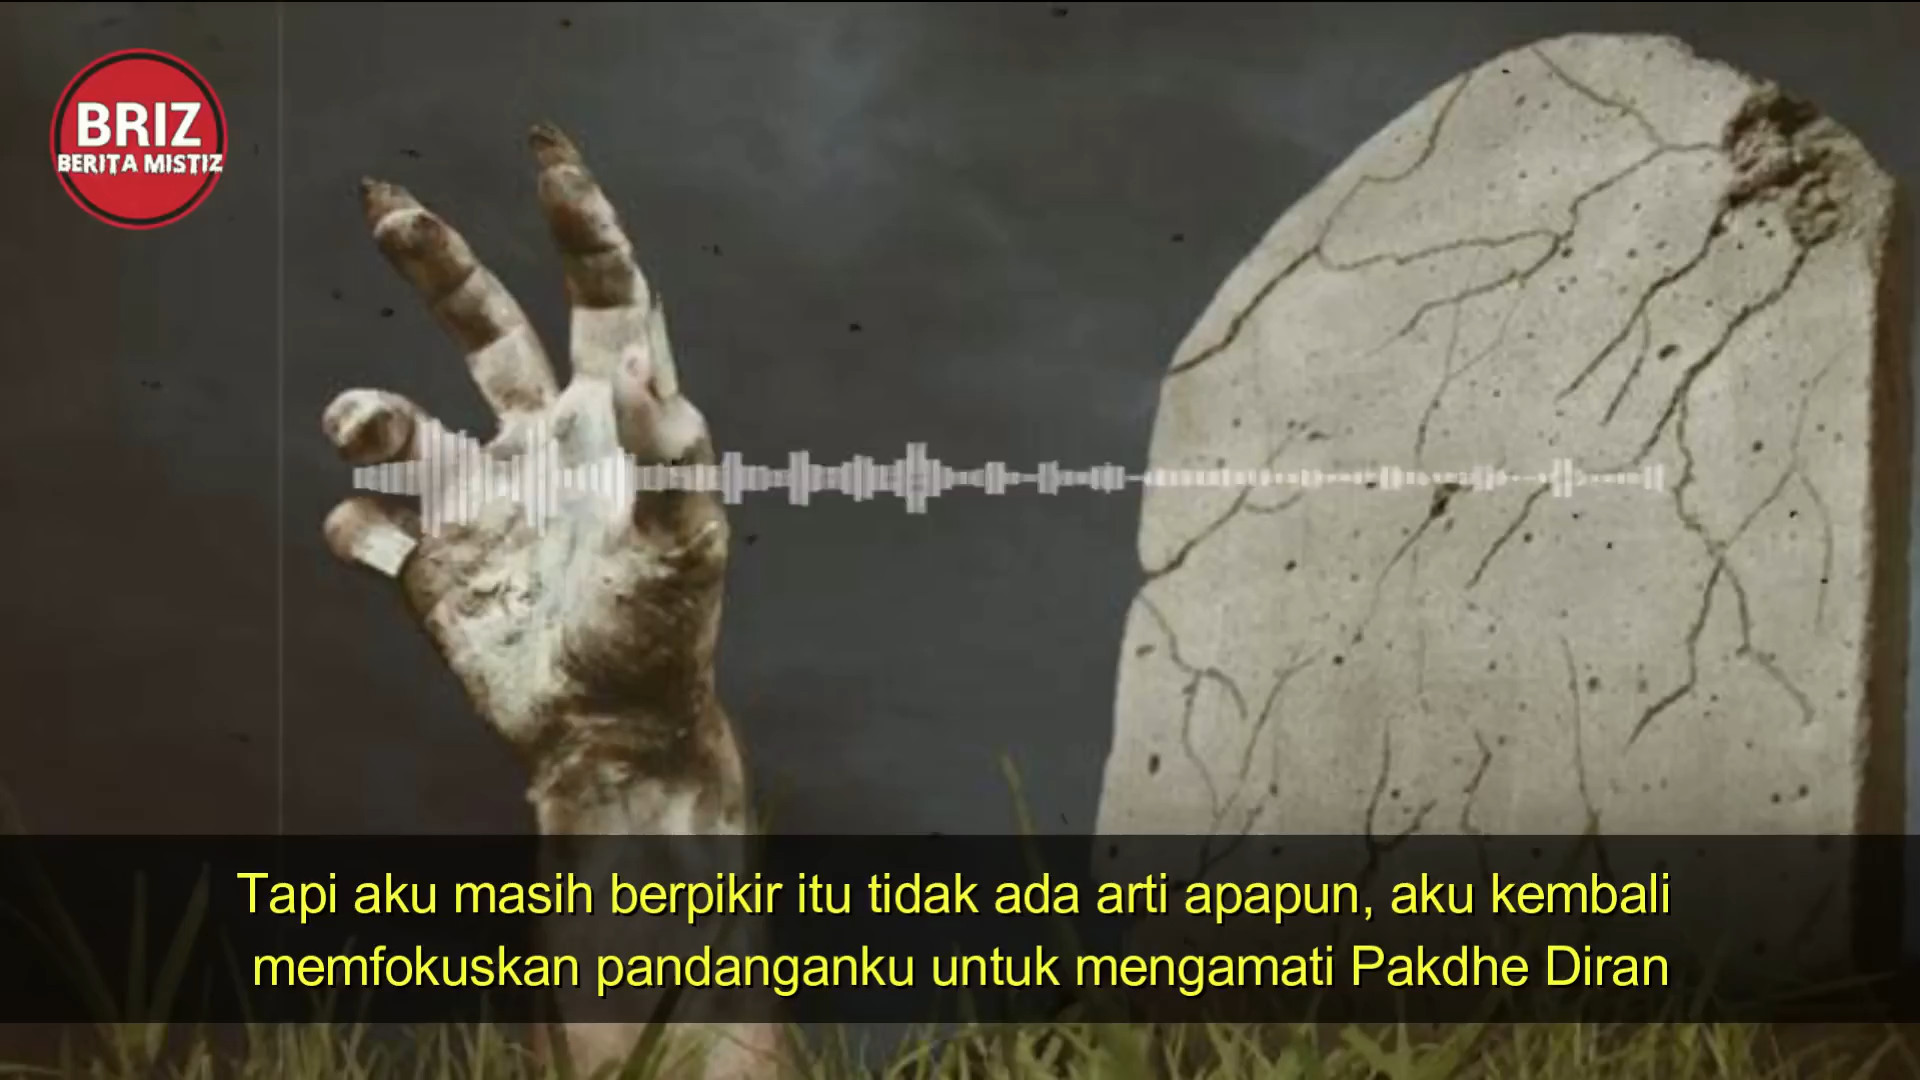 BRIZ
BERITA MISTIZ
Tapi aku masih berpikir itu tidak ada arti apapun, aku kembali
memfokuskan pandanganku untuk mengamati Pakdhe Diran